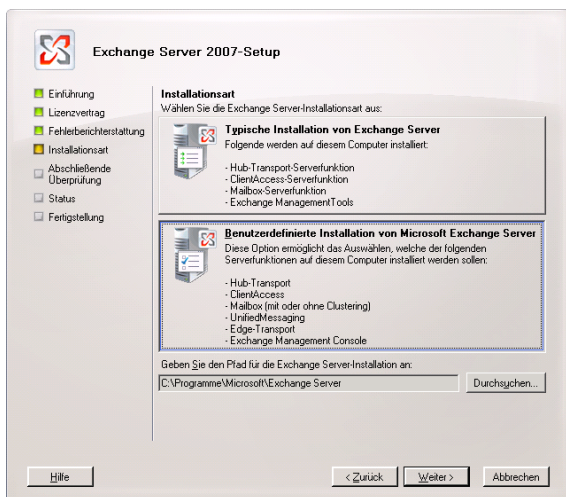 Exchange Server 2007-Setup
Einführung
Lizenzvertrag
Fehlerberichterstattung
Installationsart
Abschließende
Überprüfung
Status
Fertigstellung
Installationsart
Wählen Sie die Exchange Server-Installationsart aus:
Typische Installation von Exchange Server
Folgende werden auf diesem Computer installiert:
- Hub-Transport-Serverfunktion
- ClientAccess-Serverfunktion
- Mailbox-Serverfunktion
- Exchange ManagementTools
Benutzerdefinierte Installation von Microsoft Exchange Server
Diese Option ermöglicht das Auswählen, welche der folgenden
Serverfunktionen auf diesem Computer installiert werden sollen:
- Hub-Transport
- ClientAccess
- Mailbox (mit oder ohne Clustering)
- UnifiedMessaging
- Edge-Transport
- Exchange Management Console
Geben Sie den Pfad für die Exchange Server-Installation an:
C:\Programme\Microsoft\Exchange Server
Durchsuchen...
Hilfe
< Zurück
Weiter >
Abbrechen